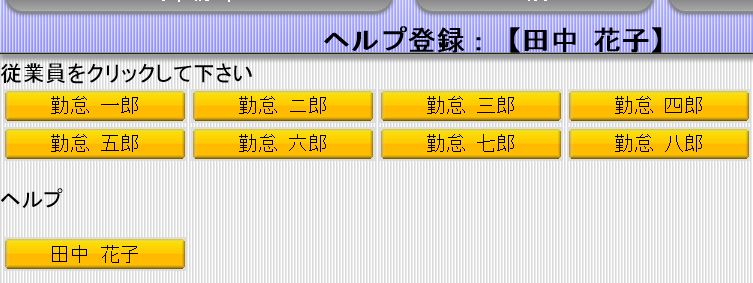 ヘルプ登録：【田中 花子】
従業員をクリックして下さい
勤怠 一郎 勤怠 二郎 勤怠 三郎 勤怠 四郎
勤怠 五郎 勤怠 六郎 勤怠 七郎 勤怠 八郎
ヘルプ
田中 花子